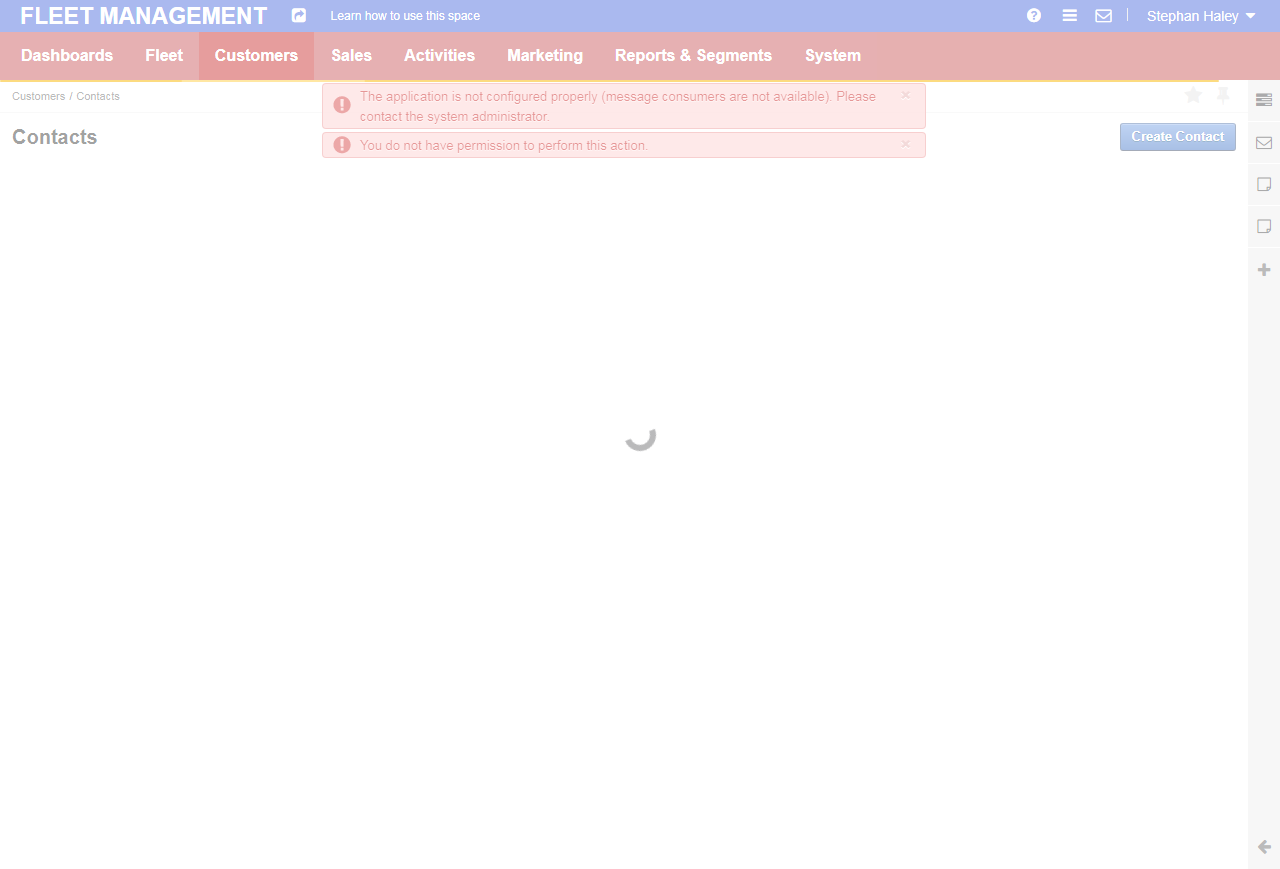 FLEET MANAGEMENT
Learn how to use this space
Stephan Haley
Dashboards
Fleet
Customers
Sales
Activities
Marketing
Reports & Segments
System
Customers / Contacts
The application is not configured properly (message consumers are not available). Please
contact the system administrator.
×
You do not have permission to perform this action.
×
Contacts
Create Contact